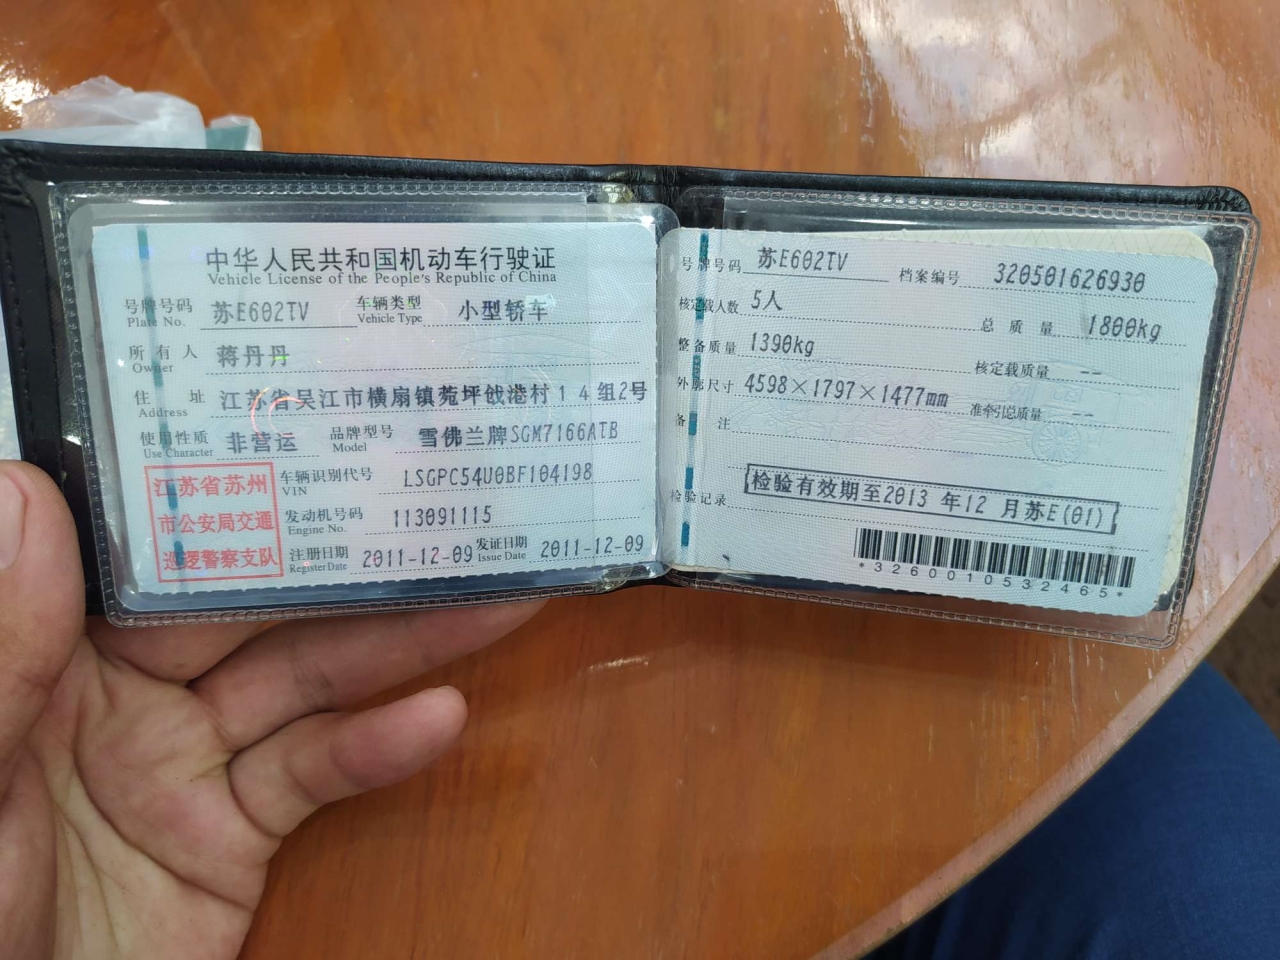 中华人民共和国机动车行驶证
Vehicle License of the People's Republic of China
号牌号码 苏E602TV 车辆类型 小型轿车
Plate No. Vehicle Type
所有人 蒋丹丹
Owner
住址 江苏省吴江市横扇镇菀坪戗港村14组2号
Address
使用性质 非营运 品牌型号 雪佛兰牌SGM7166ATB
Use Character Model
江苏省苏州
市公安局交通
巡逻警察支队
车辆识别代号 LSGPC54U0BF104198
VIN
发动机号码 113091115
Engine No.
注册日期 2011-12-09 发证日期 2011-12-09
Register Date Issue Date
号牌号码 苏E602TV 档案编号 320501626930
核定载人数 5人 总质量 1800kg
整备质量 1390kg 核定载质量 --
外廓尺寸 4598×1797×1477mm 准牵引总质量 --
备注
检验记录 检验有效期至2013年12月苏E(01)
*3260010532465*